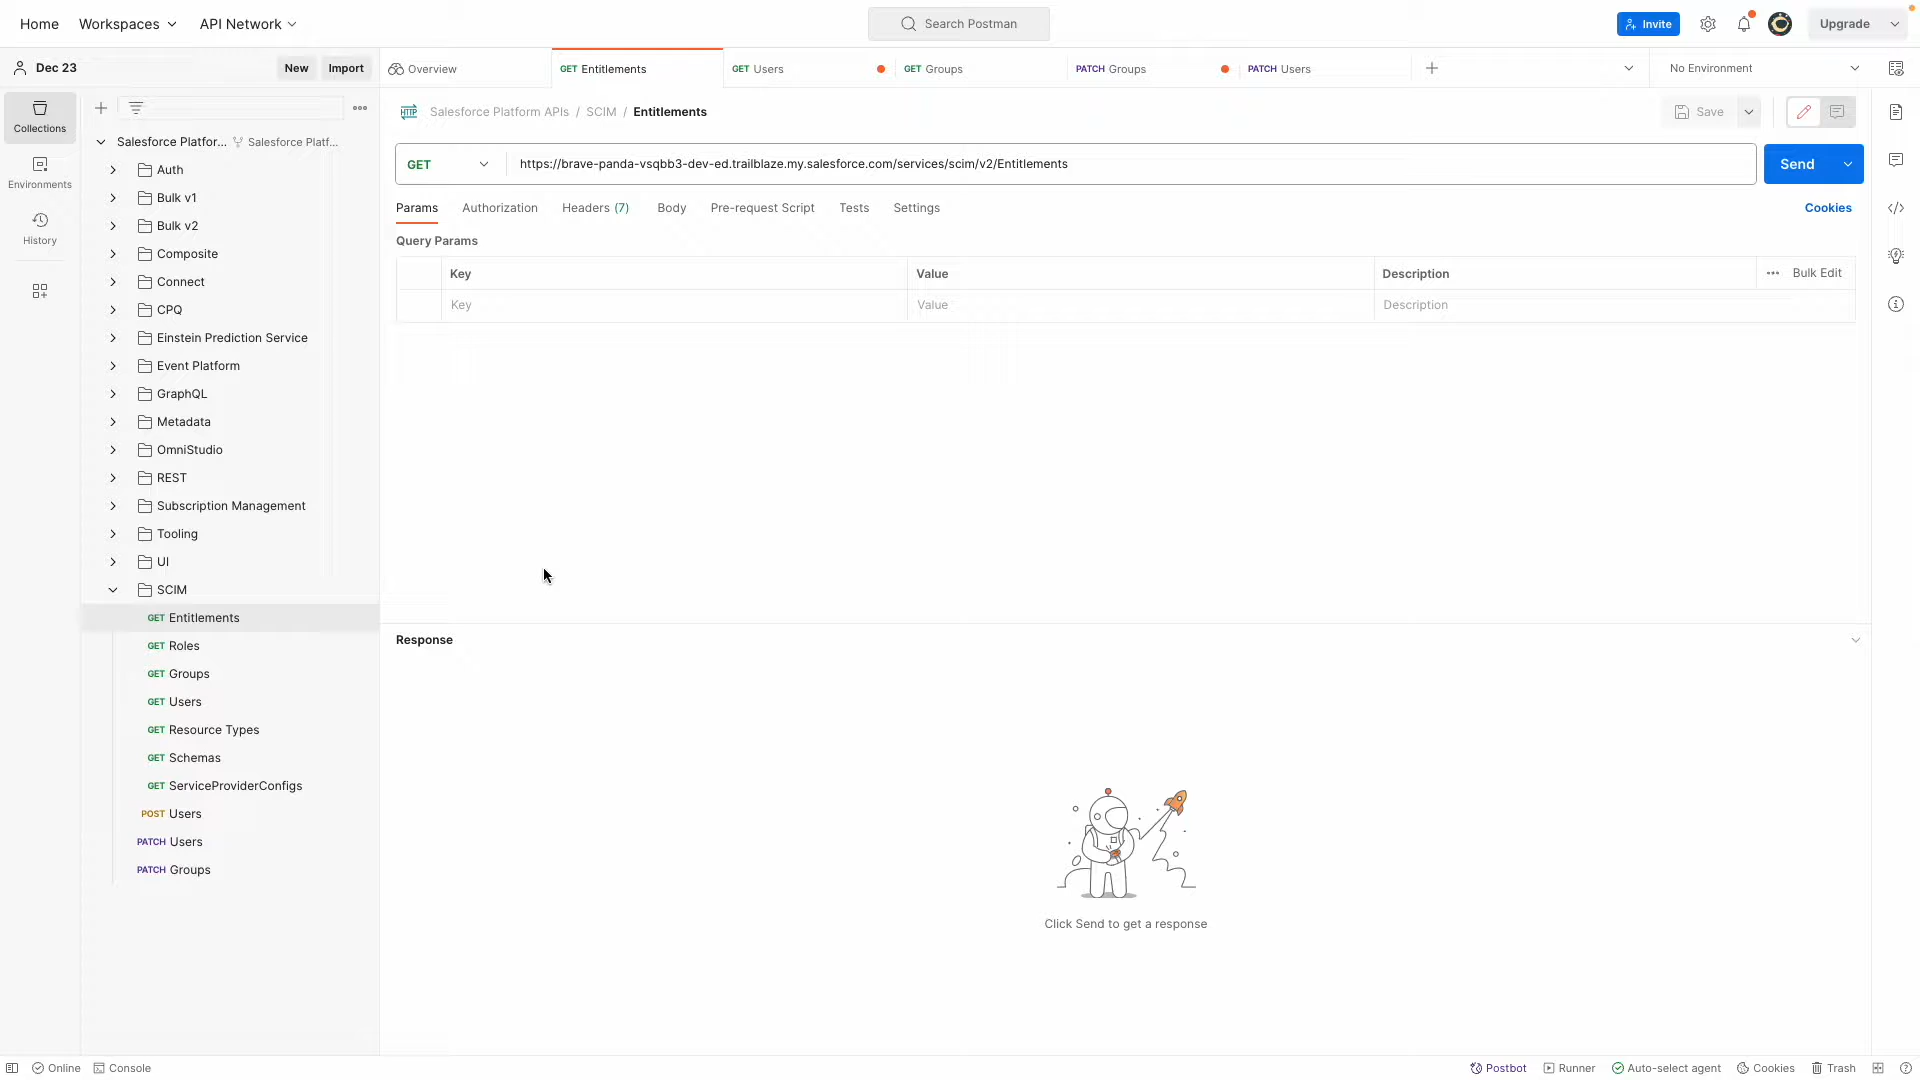 Home Workspaces API Network Search Postman Invite Upgrade
Dec 23 New Import Overview GET Entitlements GET Users GET Groups PATCH Groups PATCH Users No Environment
Collections
Environments
History
Salesforce Platfor... Salesforce Platf...
Auth
Bulk v1
Bulk v2
Composite
Connect
CPQ
Einstein Prediction Service
Event Platform
GraphQL
Metadata
OmniStudio
REST
Subscription Management
Tooling
UI
SCIM
GET Entitlements
GET Roles
GET Groups
GET Users
GET Resource Types
GET Schemas
GET ServiceProviderConfigs
POST Users
PATCH Users
PATCH Groups
HTTP Salesforce Platform APIs / SCIM / Entitlements Save
GET https://brave-panda-vsqbb3-dev-ed.trailblaze.my.salesforce.com/services/scim/v2/Entitlements Send
Params Authorization Headers (7) Body Pre-request Script Tests Settings Cookies
Query Params
Key Value Description Bulk Edit
Key Value Description
Response
Click Send to get a response
Online Console Postbot Runner Auto-select agent Cookies Trash